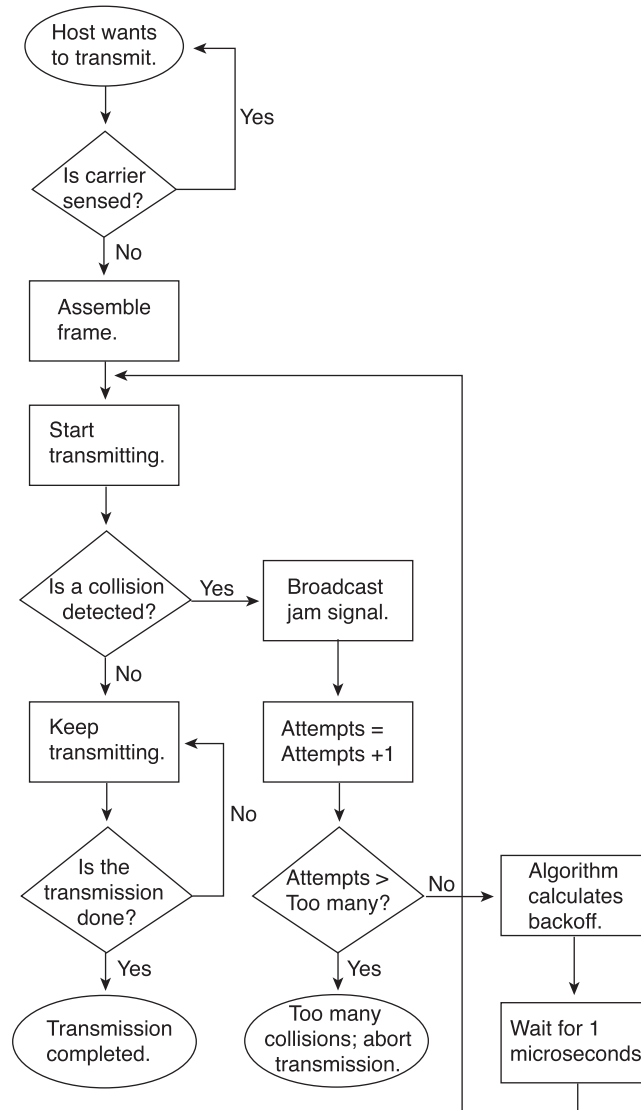 Host wants
to transmit.
Yes
Is carrier
sensed?
No
Assemble
frame.
Start
transmitting.
Is a collision
detected?
Yes
Broadcast
jam signal.
No
Keep
transmitting.
Attempts =
Attempts +1
No
Is the
transmission
done?
Attempts >
Too many?
No
Algorithm
calculates
backoff.
Yes
Yes
Transmission
completed.
Too many
collisions; abort
transmission.
Wait for 1
microseconds